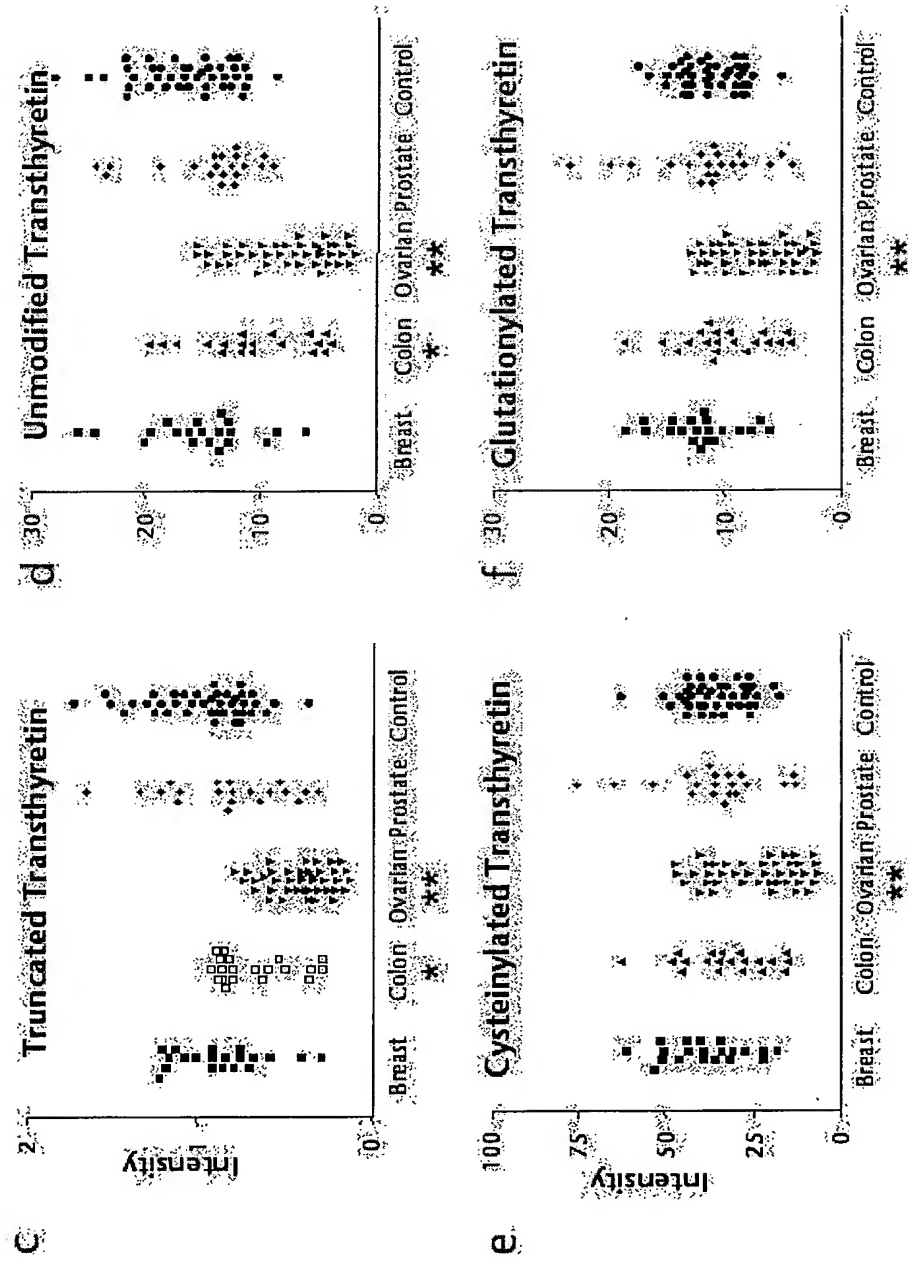 c
Truncated Transthyretin
Intensity
2
1
0
Breast Colon Ovarian Prostate Control
* **
d
Unmodified Transthyretin
30
20
10
0
Breast Colon Ovarian Prostate Control
* **
e
Cysteinylated Transthyretin
Intensity
100
75
50
25
0
Breast Colon Ovarian Prostate Control
**
f
Glutationylated Transthyretin
30
20
10
0
Breast Colon Ovarian Prostate Control
**